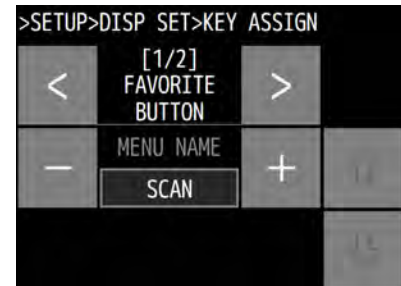 >SETUP>DISP SET>KEY ASSIGN
[1/2]
< FAVORITE >
BUTTON
MENU NAME
- +
SCAN